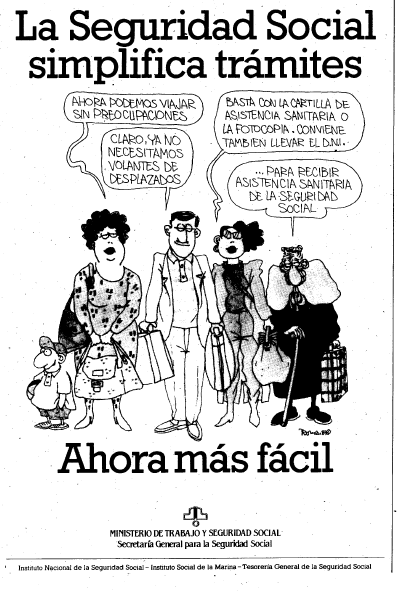 La Seguridad Social
simplifica trámites
AHORA PODEMOS VIAJAR
SIN PREOCUPACIONES
CLARO, YA NO
NECESITAMOS
VOLANTES DE
DESPLAZADOS
BASTA CON LA CARTILLA DE
ASISTENCIA SANITARIA O
LA FOTOCOPIA. CONVIENE
TAMBIEN LLEVAR EL D.N.I.
...PARA RECIBIR
ASISTENCIA SANITARIA
DE LA SEGURIDAD
SOCIAL
Ahora más fácil
MINISTERIO DE TRABAJO Y SEGURIDAD SOCIAL
Secretaría General para la Seguridad Social
Instituto Nacional de la Seguridad Social – Instituto Social de la Marina – Tesorería General de la Seguridad Social